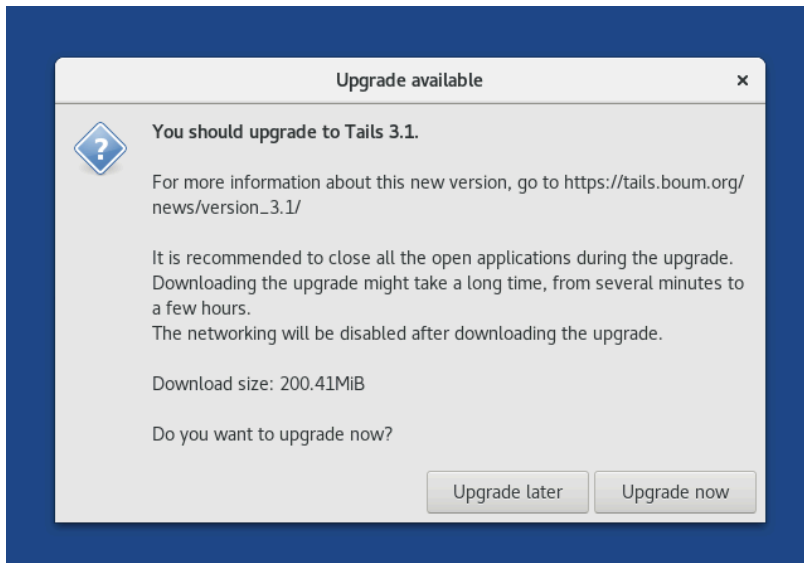 Upgrade available
×
You should upgrade to Tails 3.1.
?
For more information about this new version, go to https://tails.boum.org/
news/version_3.1/
It is recommended to close all the open applications during the upgrade.
Downloading the upgrade might take a long time, from several minutes to
a few hours.
The networking will be disabled after downloading the upgrade.
Download size: 200.41MiB
Do you want to upgrade now?
Upgrade later
Upgrade now